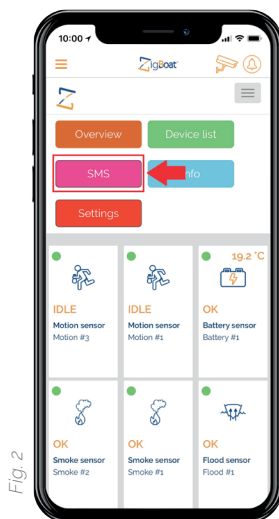 10:00
ZigBoat
Overview
Device list
SMS
nfo
Settings
19.2 °C
IDLE
Motion sensor
Motion #3
IDLE
Motion sensor
Motion #1
OK
Battery sensor
Battery #1
OK
Smoke sensor
Smoke #2
OK
Smoke sensor
Smoke #1
OK
Flood sensor
Flood #1
Fig. 2